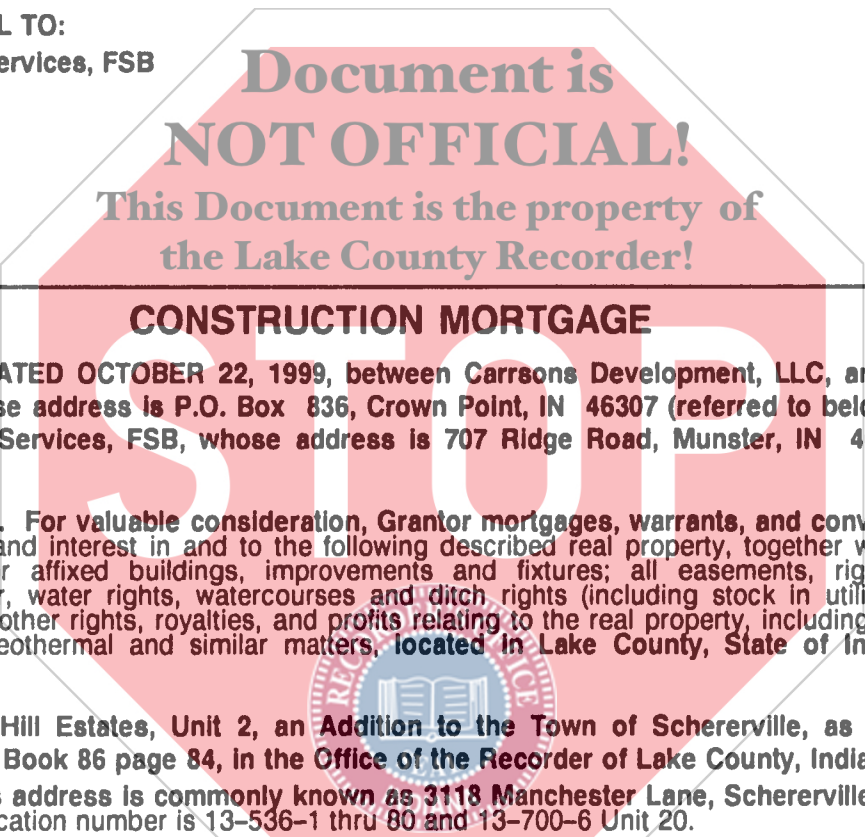 L TO:
ervices, FSB
Document is
NOT OFFICIAL!
This Document is the property of
the Lake County Recorder!
CONSTRUCTION MORTGAGE
STOP
ATED OCTOBER 22, 1999, between Carrsons Development, LLC, an
se address is P.O. Box 836, Crown Point, IN 46307 (referred to belo
Services, FSB, whose address is 707 Ridge Road, Munster, IN 4
. For valuable consideration, Grantor mortgages, warrants, and conv
and interest in and to the following described real property, together w
r affixed buildings, improvements and fixtures; all easements, rig
r, water rights, watercourses and ditch rights (including stock in utili
other rights, royalties, and profits relating to the real property, including
eothermal and similar matters, located in Lake County, State of In
Hill Estates, Unit 2, an Addition to the Town of Schererville, as
Book 86 page 84, in the Office of the Recorder of Lake County, India
s address is commonly known as 3118 Manchester Lane, Schererville
cation number is 13-536-1 thru 80 and 13-700-6 Unit 20.